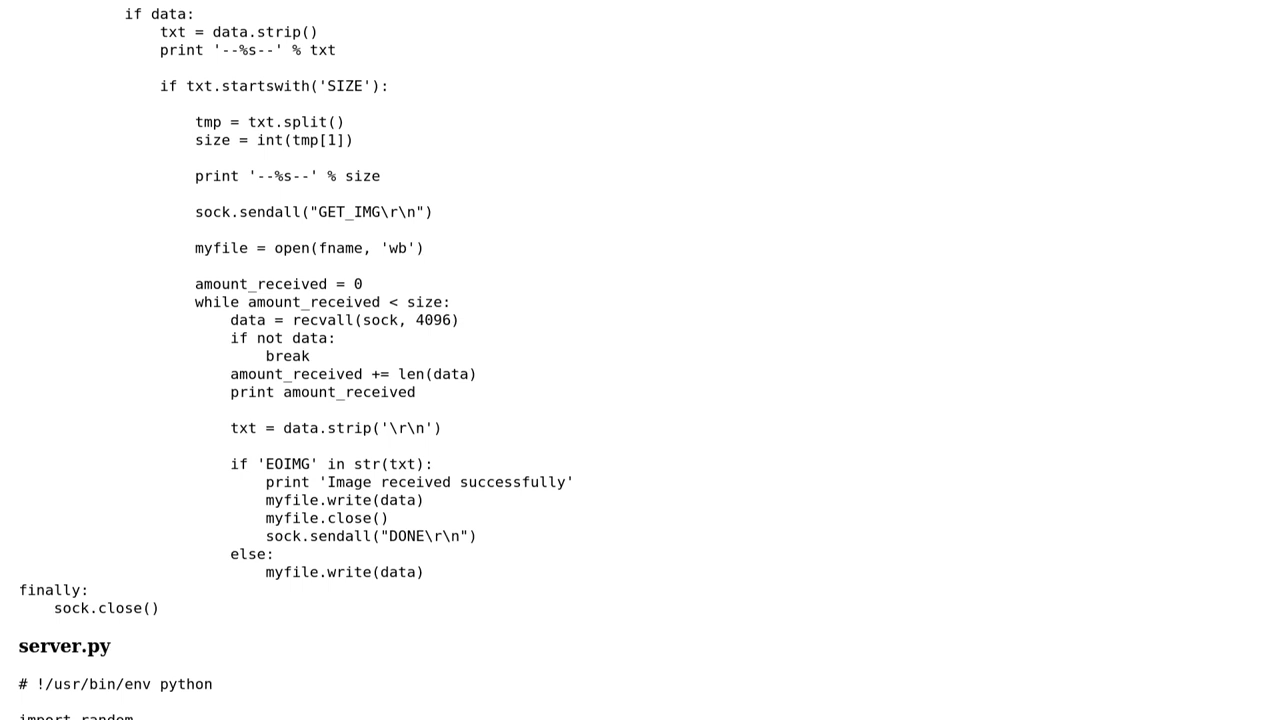 if data:
txt = data.strip()
print '--%s--' % txt
if txt.startswith('SIZE'):
tmp = txt.split()
size = int(tmp[1])
print '--%s--' % size
sock.sendall("GET_IMG\r\n")
myfile = open(fname, 'wb')
amount_received = 0
while amount_received < size:
data = recvall(sock, 4096)
if not data:
break
amount_received += len(data)
print amount_received
txt = data.strip('\r\n')
if 'EOIMG' in str(txt):
print 'Image received successfully'
myfile.write(data)
myfile.close()
sock.sendall("DONE\r\n")
else:
myfile.write(data)
finally:
sock.close()
server.py
# !/usr/bin/env python
import random